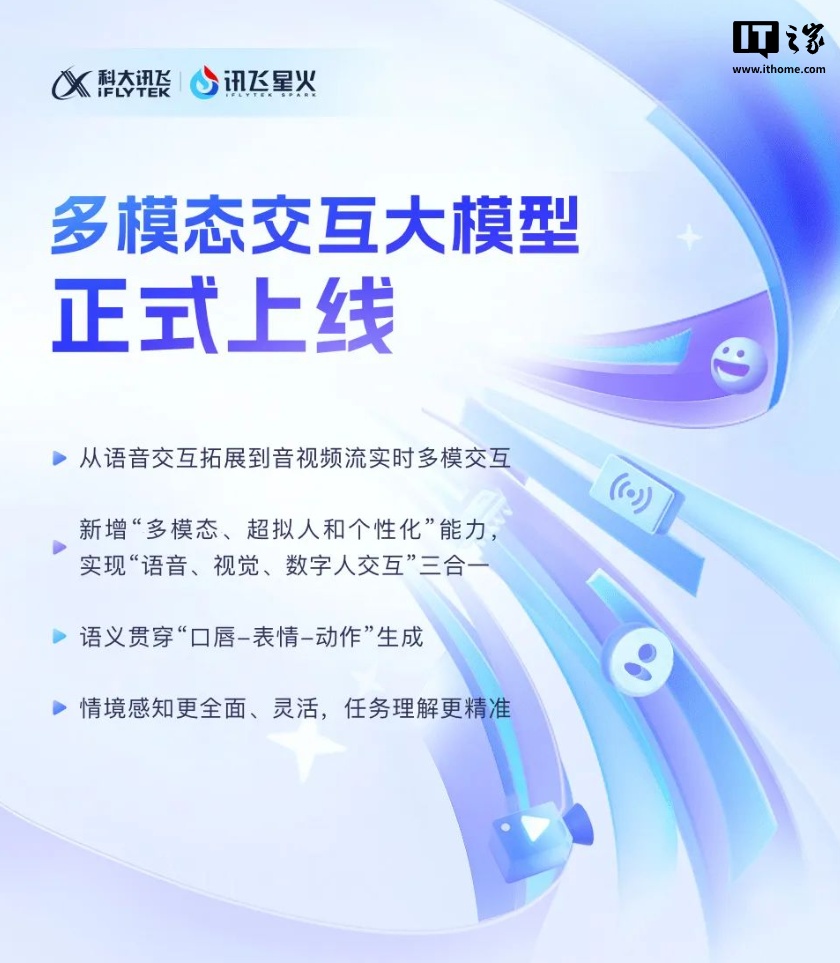 科大讯飞
iFLYTEK
讯飞星火
IFLYTEK SPARK
IT之家
www.ithome.com
多模态交互大模型
正式上线
从语音交互拓展到音视频流实时多模交互
新增“多模态、超拟人和个性化”能力，
实现“语音、视觉、数字人交互”三合一
语义贯穿“口唇-表情-动作”生成
情境感知更全面、灵活，任务理解更精准